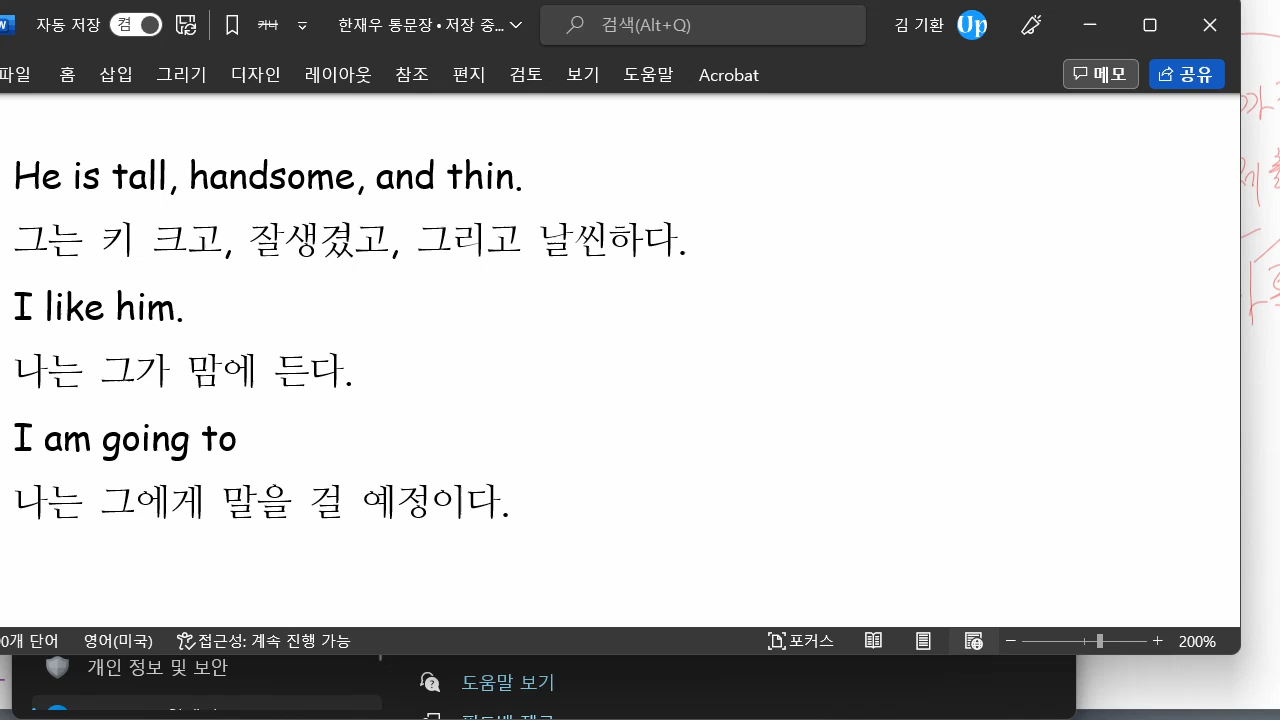 자동 저장 켬 가나 한재우 통문장 • 저장 중... 검색(Alt+Q) 김 기환 Up
파일 홈 삽입 그리기 디자인 레이아웃 참조 편지 검토 보기 도움말 Acrobat 메모 공유
He is tall, handsome, and thin.
그는 키 크고, 잘생겼고, 그리고 날씬하다.
I like him.
나는 그가 맘에 든다.
I am going to
나는 그에게 말을 걸 예정이다.
0개 단어 영어(미국) 접근성: 계속 진행 가능 포커스 200%
개인 정보 및 보안
도움말 보기